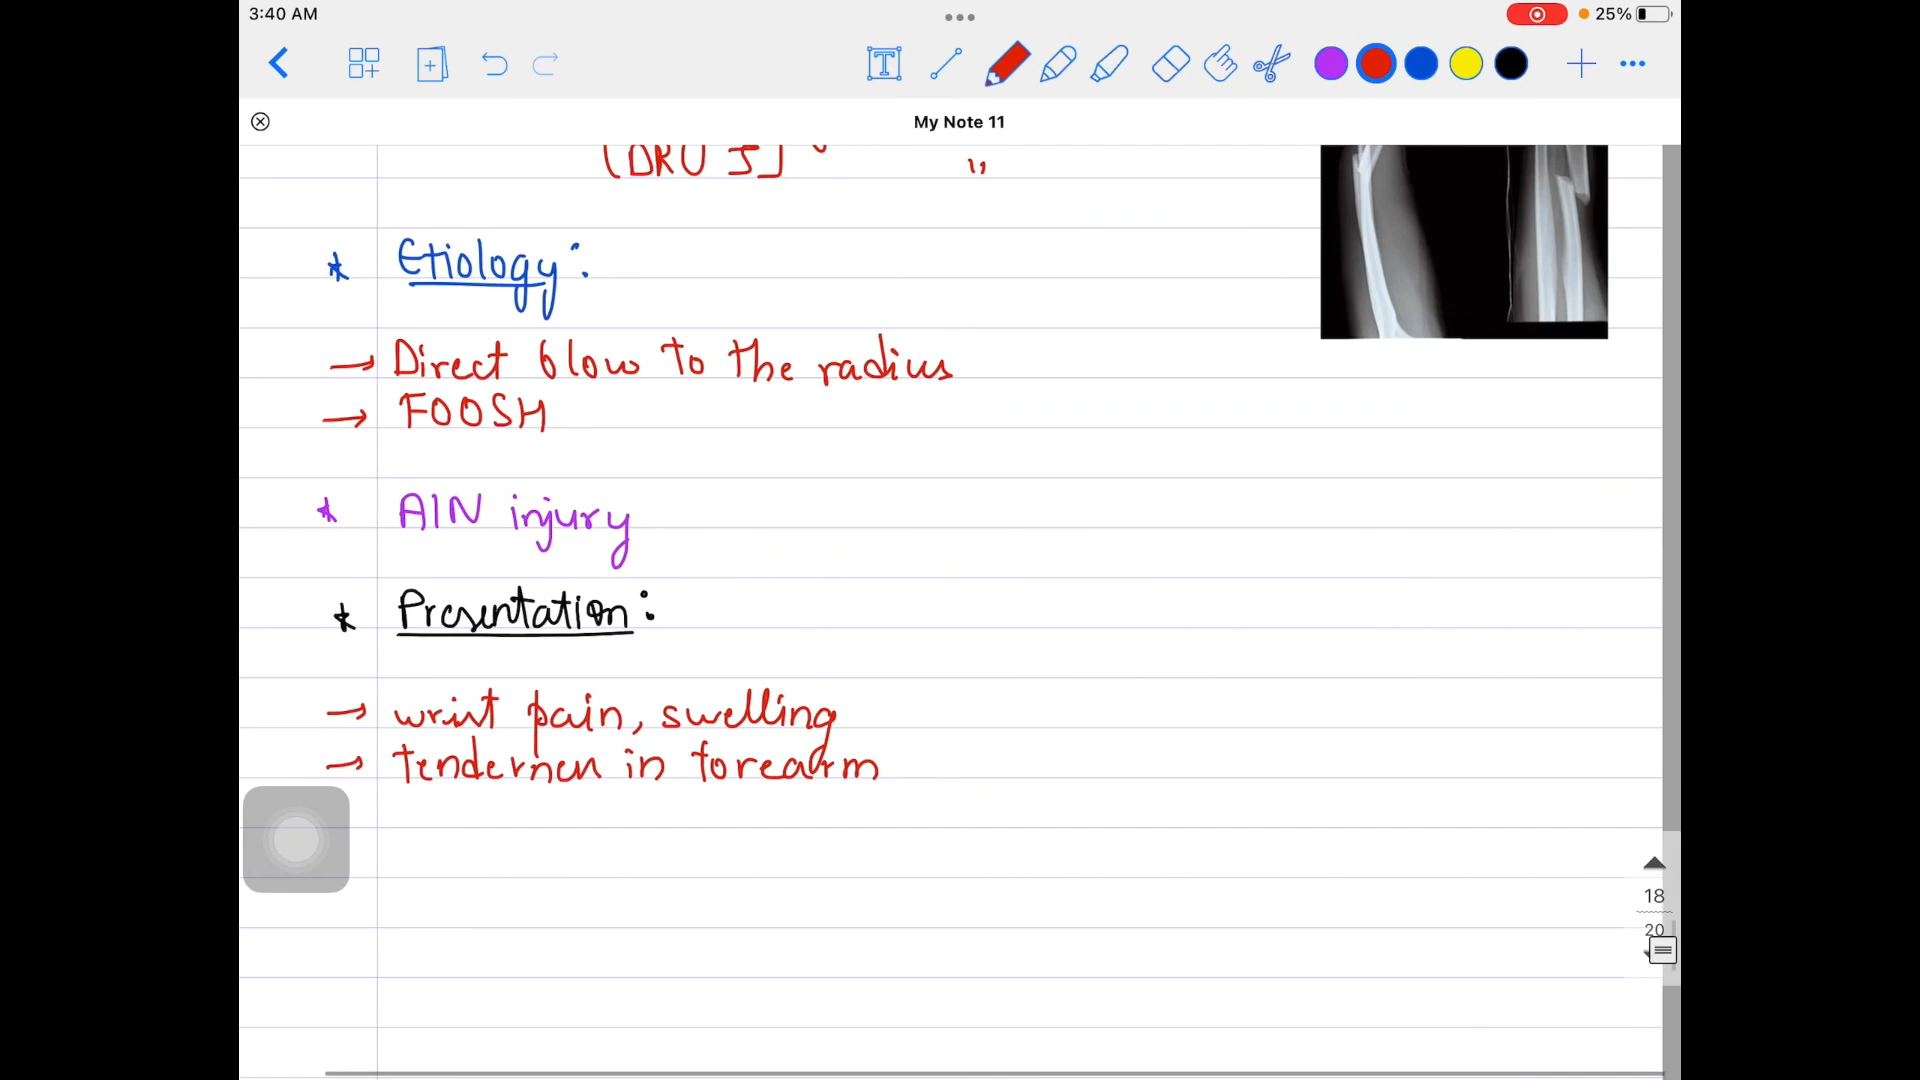 3:40 AM
25%
T
My Note 11
(DRUJ)
"
* Etiology:
→ Direct blow to the radius
→ FOOSH
* AIN injury
* Presentation:
→ wrist pain, swelling
→ tenderness in forearm
18
20